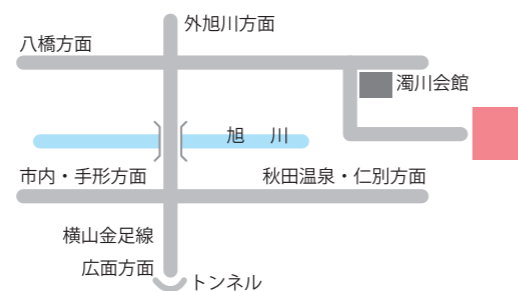 外旭川方面
八橋方面
濁川会館
旭 川
市内・手形方面
秋田温泉・仁別方面
横山金足線
広面方面
トンネル